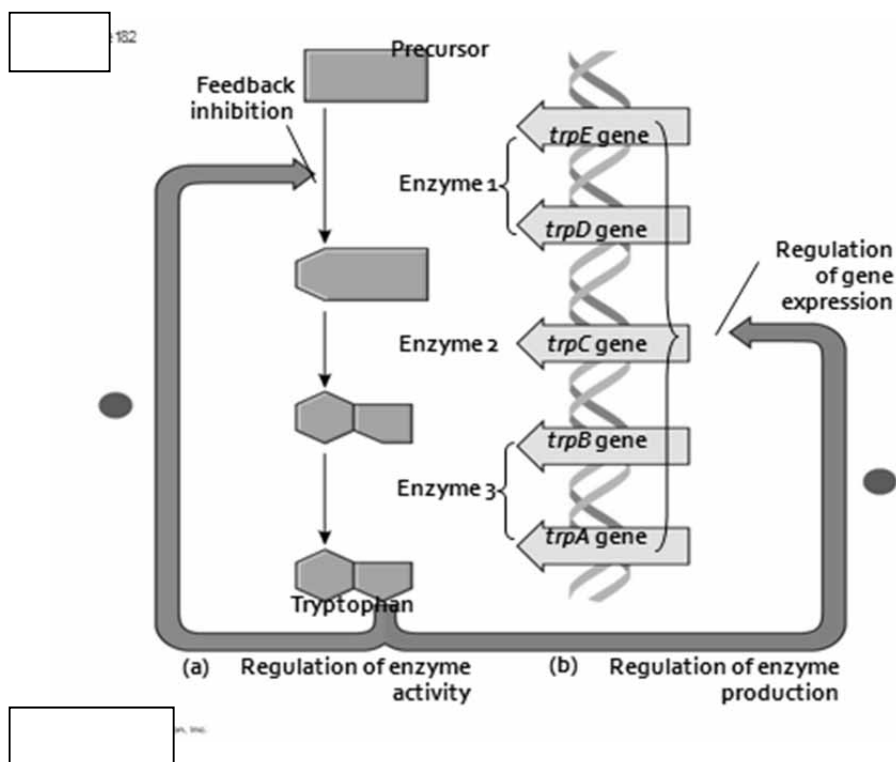 182
Precursor
Feedback
inhibition
trpE gene
Enzyme 1
trpD gene
Regulation
of gene
expression
Enzyme 2
trpC gene
trpB gene
Enzyme 3
trpA gene
Tryptophan
(a) Regulation of enzyme
activity
(b) Regulation of enzyme
production